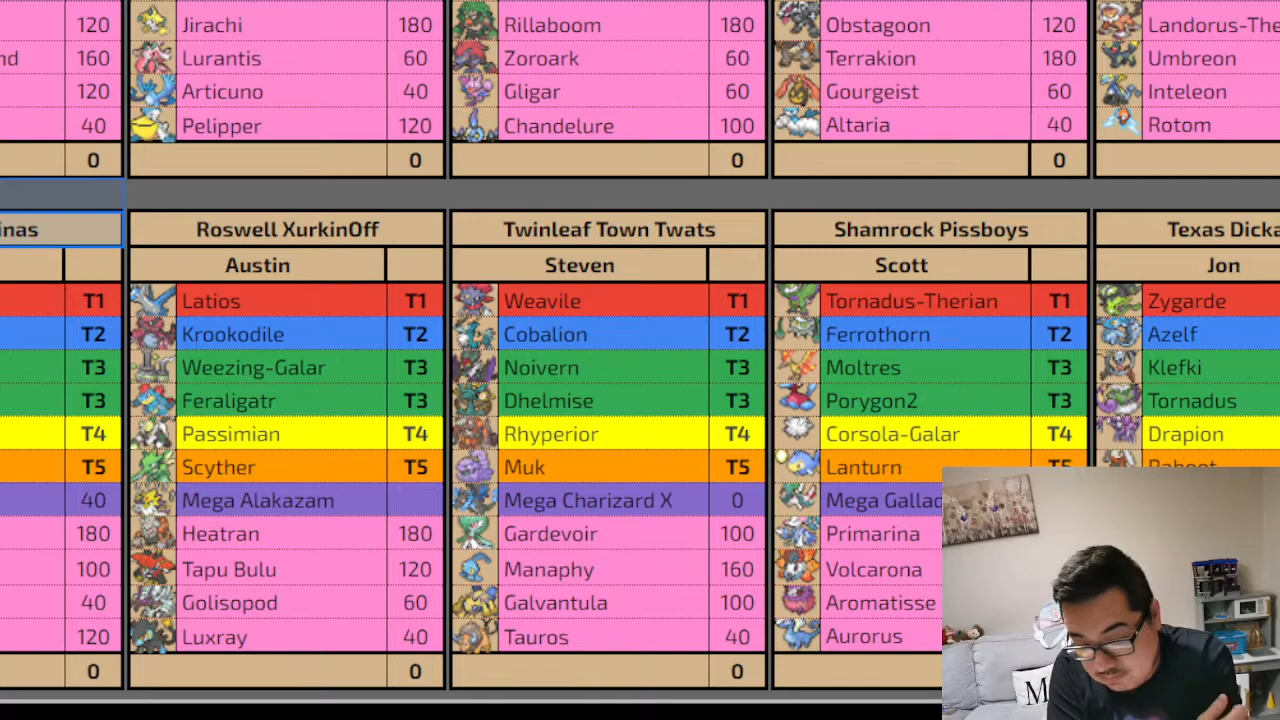 120 Jirachi 180 Rillaboom 180 Obstagoon 120 Landorus-The
nd 160 Lurantis 60 Zoroark 60 Terrakion 180 Umbreon
120 Articuno 40 Gligar 60 Gourgeist 60 Inteleon
40 Pelipper 120 Chandelure 100 Altaria 40 Rotom
0 0 0 0
inas Roswell XurkinOff Twinleaf Town Twats Shamrock Pissboys Texas Dicka
Austin Steven Scott Jon
T1 Latios T1 Weavile T1 Tornadus-Therian T1 Zygarde
T2 Krookodile T2 Cobalion T2 Ferrothorn T2 Azelf
T3 Weezing-Galar T3 Noivern T3 Moltres T3 Klefki
T3 Feraligatr T3 Dhelmise T3 Porygon2 T3 Tornadus
T4 Passimian T4 Rhyperior T4 Corsola-Galar T4 Drapion
T5 Scyther T5 Muk T5 Lanturn T5
40 Mega Alakazam Mega Charizard X 0 Mega Gallad
180 Heatran 180 Gardevoir 100 Primarina
100 Tapu Bulu 120 Manaphy 160 Volcarona
40 Golisopod 60 Galvantula 100 Aromatisse
120 Luxray 40 Tauros 40 Aurorus
0 0 0
M